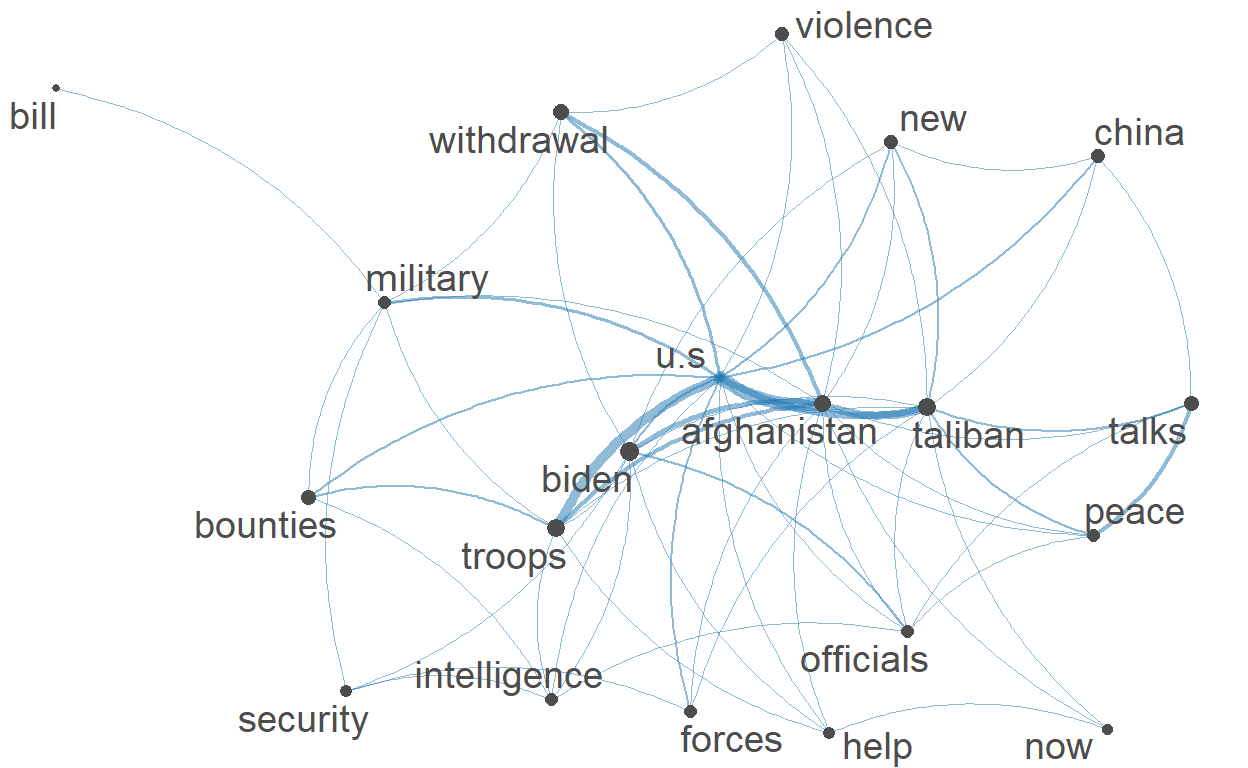 violence
bill
withdrawal
new
china
military
u.s
afghanistan
taliban
talks
biden
bounties
troops
peace
officials
intelligence
security
forces
help
now